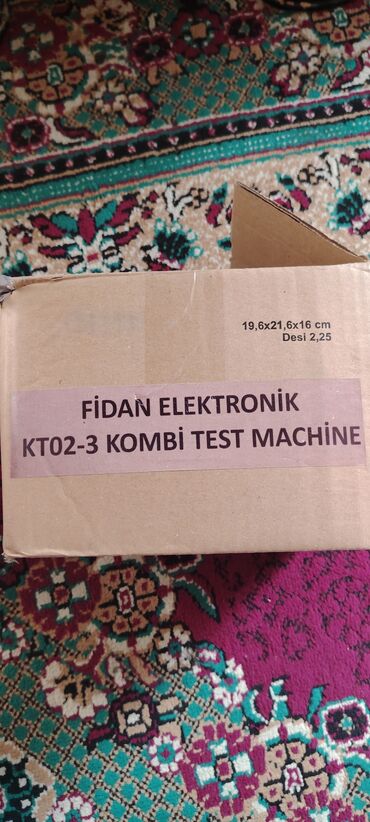 19,6x21,6x16 cm
Desi 2,25
FİDAN ELEKTRONİK
KT02-3 KOMBİ TEST MACHİNE